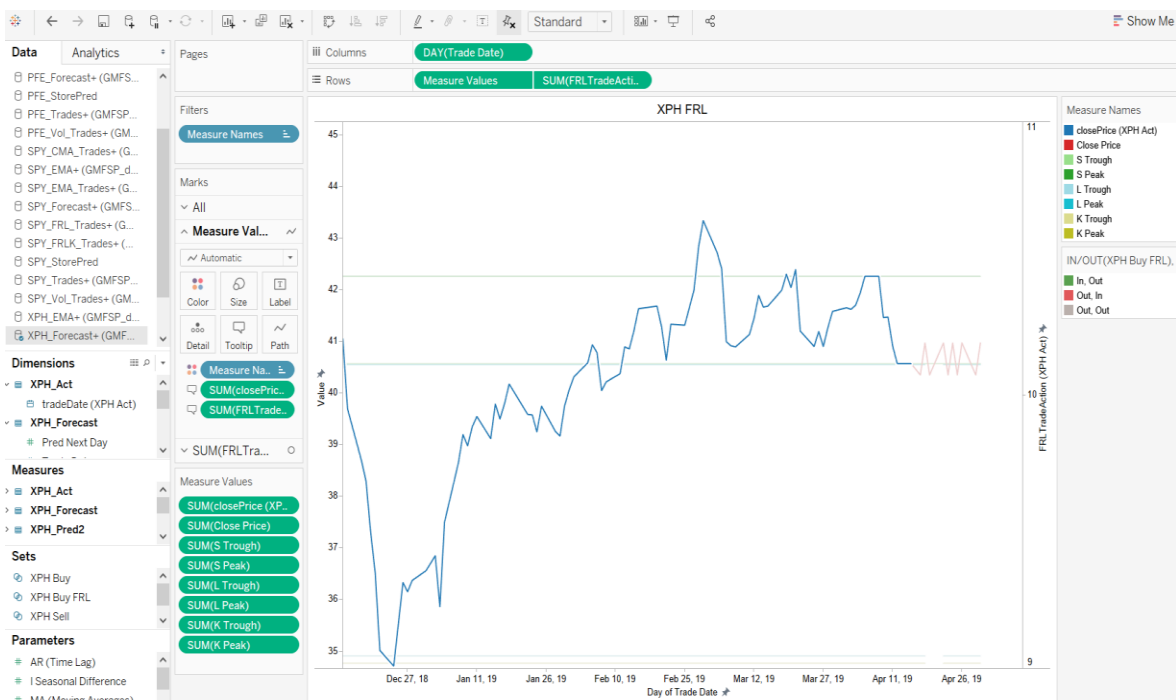 Standard
Show Me
Data
Analytics
PFE_Forecast+ (GMFS...
PFE_StorePred
PFE_Trades+ (GMFSP...
PFE_Vol_Trades+ (GM...
SPY_CMA_Trades+ (G...
SPY_EMA+ (GMFSP_d...
SPY_EMA_Trades+ (G...
SPY_Forecast+ (GMFS...
SPY_FRL_Trades+ (G...
SPY_FRLK_Trades+ (...
SPY_StorePred
SPY_Trades+ (GMFSP...
SPY_Vol_Trades+ (GM...
XPH_EMA+ (GMFSP_d...
XPH_Forecast+ (GMF...
Dimensions
XPH_Act
tradeDate (XPH Act)
XPH_Forecast
Pred Next Day
Measures
XPH_Act
XPH_Forecast
XPH_Pred2
Sets
XPH Buy
XPH Buy FRL
XPH Sell
Parameters
AR (Time Lag)
I Seasonal Difference
MA (Moving Averages)
Pages
Filters
Measure Names
Marks
All
Measure Val...
Automatic
Color
Size
Label
Detail
Tooltip
Path
Measure Na..
SUM(closePric..
SUM(FRLTrade..
SUM(FRLTra...
Measure Values
SUM(closePrice (XP..
SUM(Close Price)
SUM(S Trough)
SUM(S Peak)
SUM(L Trough)
SUM(L Peak)
SUM(K Trough)
SUM(K Peak)
Columns
DAY(Trade Date)
Rows
Measure Values
SUM(FRLTradeActi..
XPH FRL
45
44
43
42
41
40
39
38
37
36
35
Value
11
10
9
FRL TradeAction (XPH Act)
Dec 27, 18
Jan 11, 19
Jan 26, 19
Feb 10, 19
Feb 25, 19
Mar 12, 19
Mar 27, 19
Apr 11, 19
Apr 26, 19
Day of Trade Date
Measure Names
closePrice (XPH Act)
Close Price
S Trough
S Peak
L Trough
L Peak
K Trough
K Peak
IN/OUT(XPH Buy FRL),
In, Out
Out, In
Out, Out